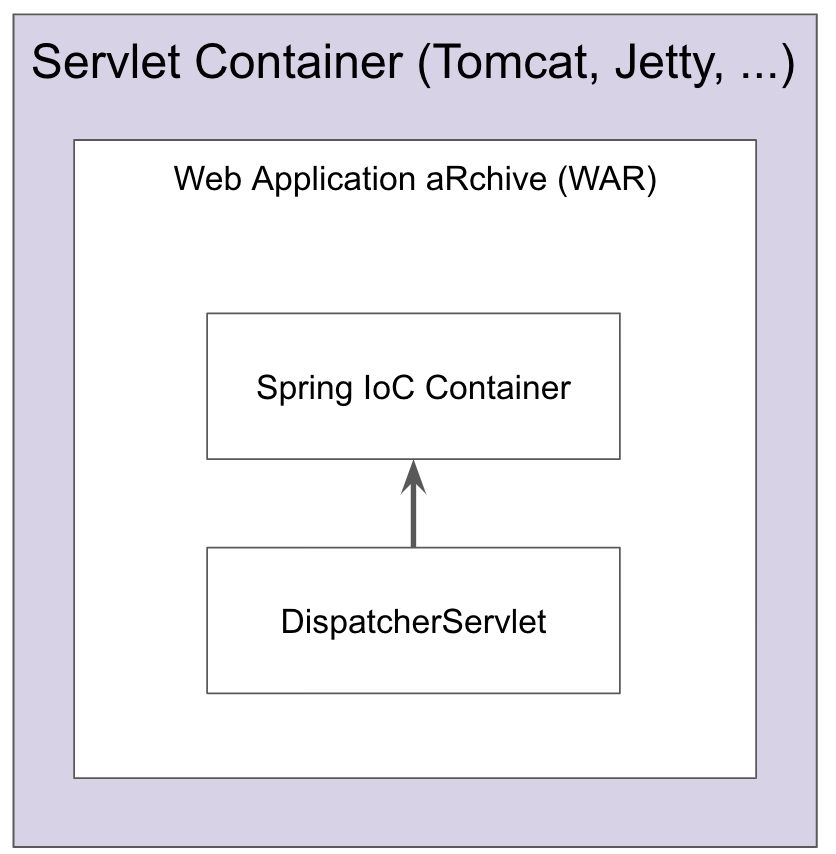 Servlet Container (Tomcat, Jetty, ...)
Web Application aRchive (WAR)
Spring IoC Container
DispatcherServlet